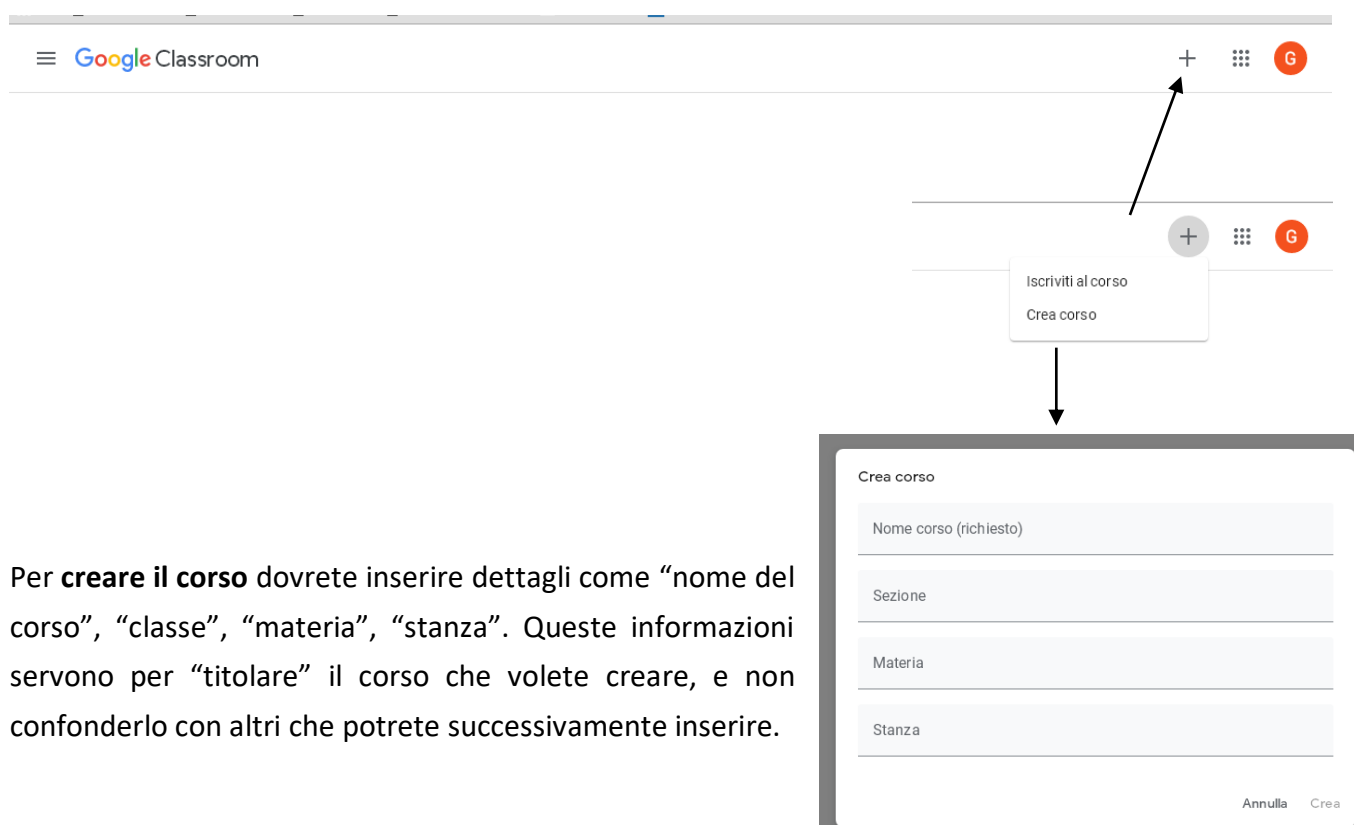 Google Classroom
G
G
Iscriviti al corso
Crea corso
Crea corso
Nome corso (richiesto)
Sezione
Materia
Stanza
Annulla Crea
Per creare il corso dovrete inserire dettagli come “nome del
corso”, “classe”, “materia”, “stanza”. Queste informazioni
servono per “titolare” il corso che volete creare, e non
confonderlo con altri che potrete successivamente inserire.